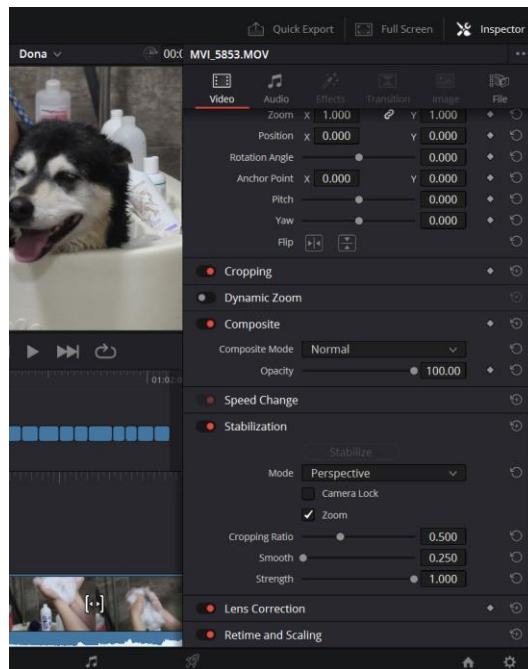 Quick Export Full Screen Inspector
Dona 00:0 MVI_5853.MOV
Video Audio Effects Transition Image File
Zoom X 1.000 Y 1.000
Position X 0.000 Y 0.000
Rotation Angle 0.000
Anchor Point X 0.000 Y 0.000
Pitch 0.000
Yaw 0.000
Flip
Cropping
Dynamic Zoom
Composite
Composite Mode Normal
Opacity 100.00
01:02:0
Speed Change
Stabilization
Stabilize
Mode Perspective
Camera Lock
Zoom
Cropping Ratio 0.500
Smooth 0.250
Strength 1.000
Lens Correction
Retime and Scaling